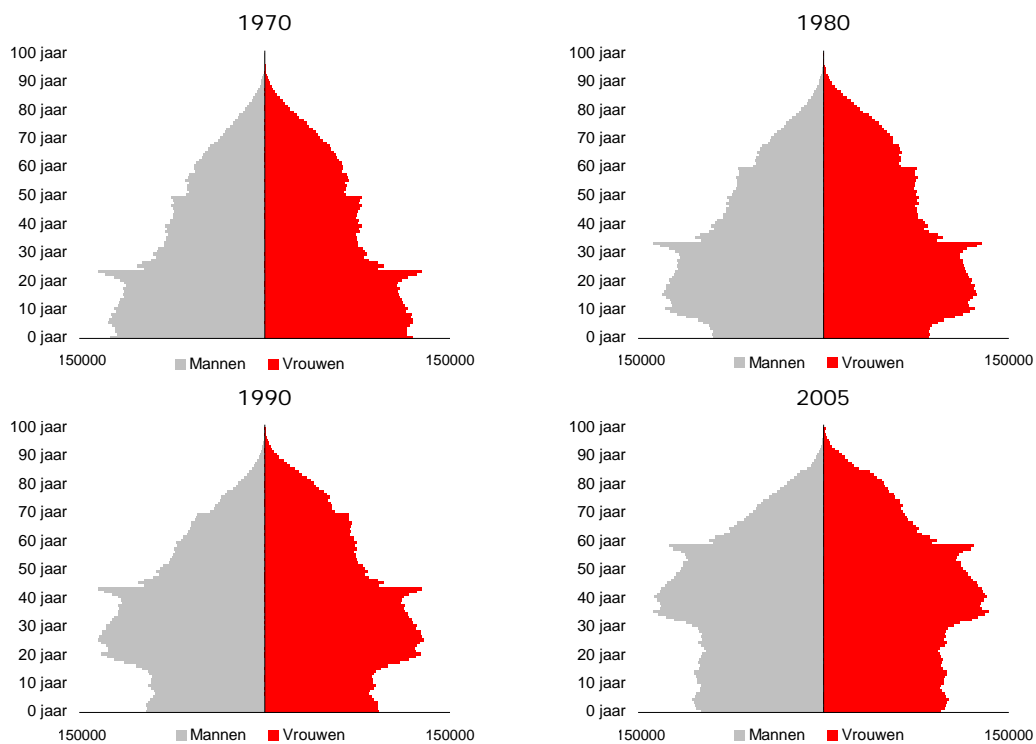 1970
100 jaar
90 jaar
80 jaar
70 jaar
60 jaar
50 jaar
40 jaar
30 jaar
20 jaar
10 jaar
0 jaar
150000
150000
Mannen Vrouwen
1980
100 jaar
90 jaar
80 jaar
70 jaar
60 jaar
50 jaar
40 jaar
30 jaar
20 jaar
10 jaar
0 jaar
150000
150000
Mannen Vrouwen
1990
100 jaar
90 jaar
80 jaar
70 jaar
60 jaar
50 jaar
40 jaar
30 jaar
20 jaar
10 jaar
0 jaar
150000
150000
Mannen Vrouwen
2005
100 jaar
90 jaar
80 jaar
70 jaar
60 jaar
50 jaar
40 jaar
30 jaar
20 jaar
10 jaar
0 jaar
150000
150000
Mannen Vrouwen